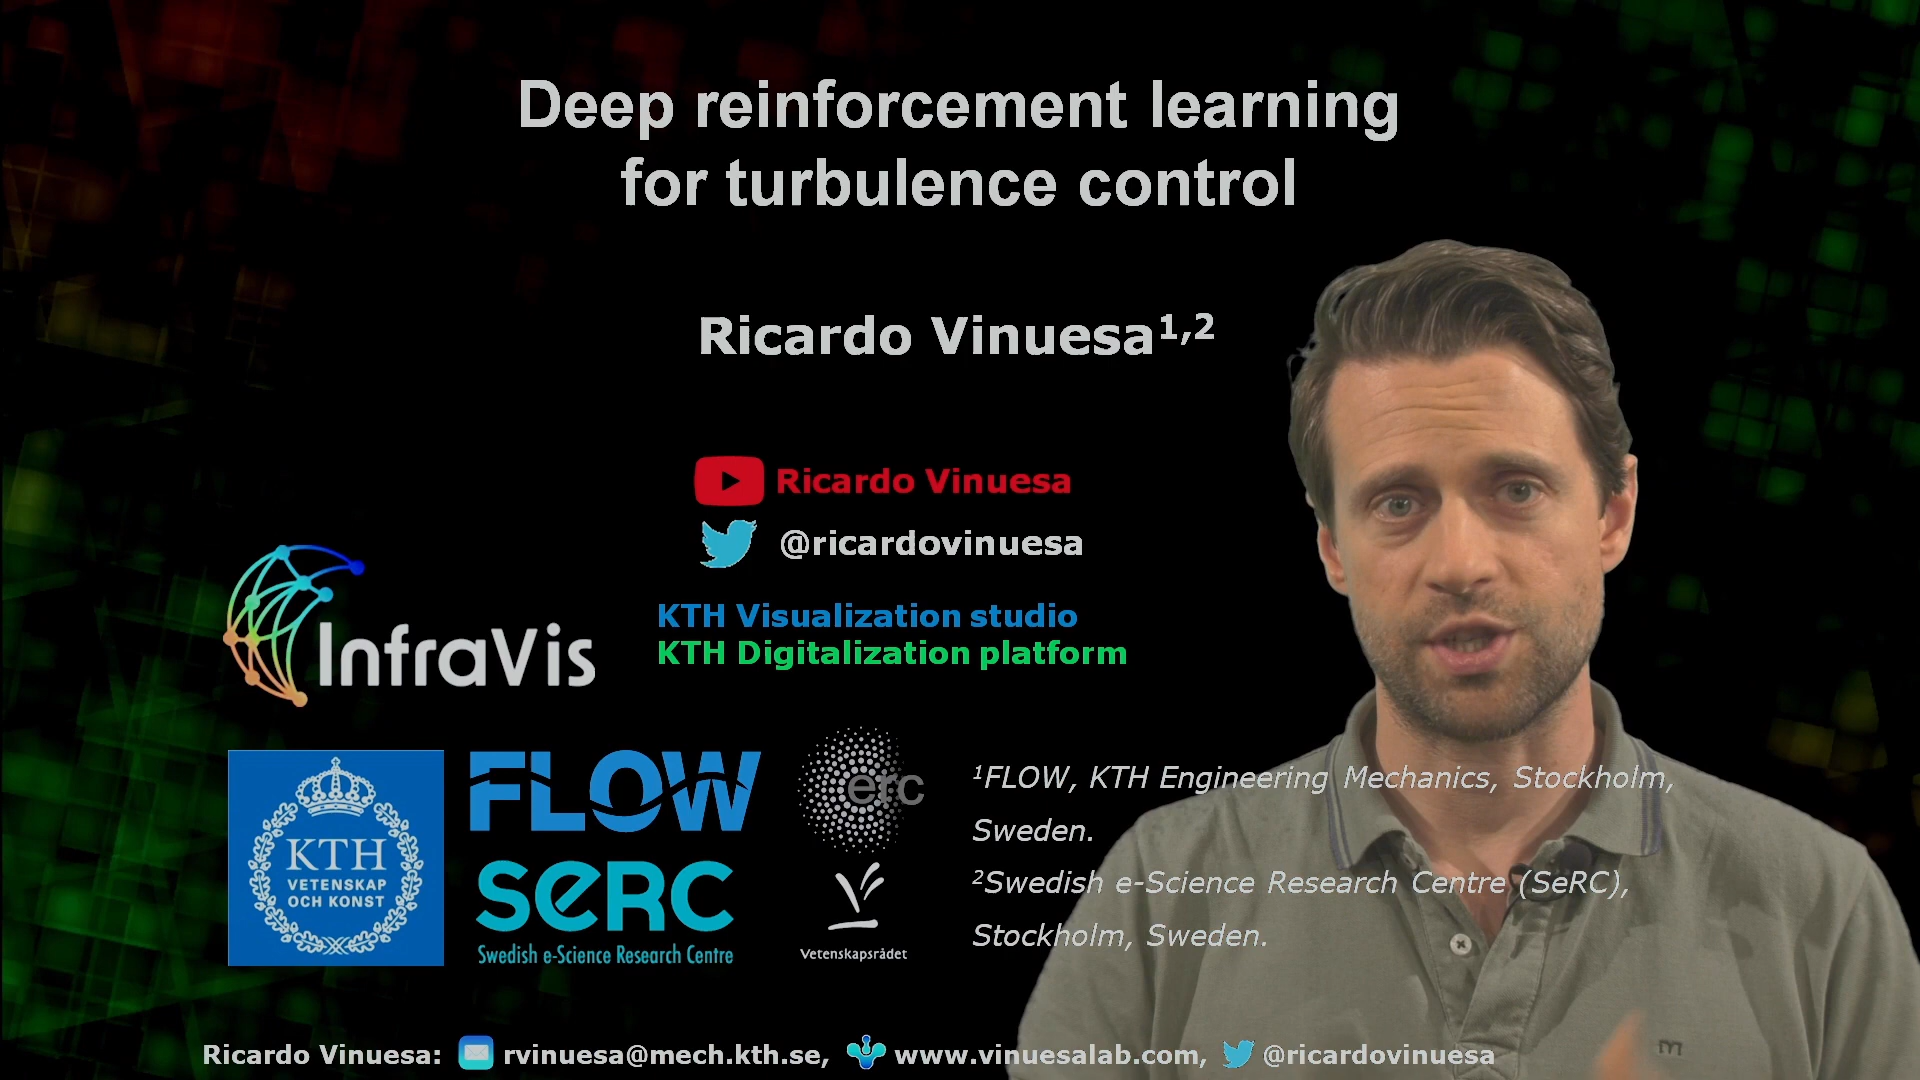 Deep reinforcement learning
for turbulence control
Ricardo Vinuesa1,2
Ricardo Vinuesa
@ricardovinuesa
KTH Visualization studio
KTH Digitalization platform
InfraVis
KTH
VETENSKAP
OCH KONST
FLOW
SeRC
Swedish e-Science Research Centre
erc
Vetenskapsrådet
1FLOW, KTH Engineering Mechanics, Stockholm,
Sweden.
2Swedish e-Science Research Centre (SeRC),
Stockholm, Sweden.
m
Ricardo Vinuesa: rvinuesa@mech.kth.se, www.vinuesalab.com, @ricardovinuesa